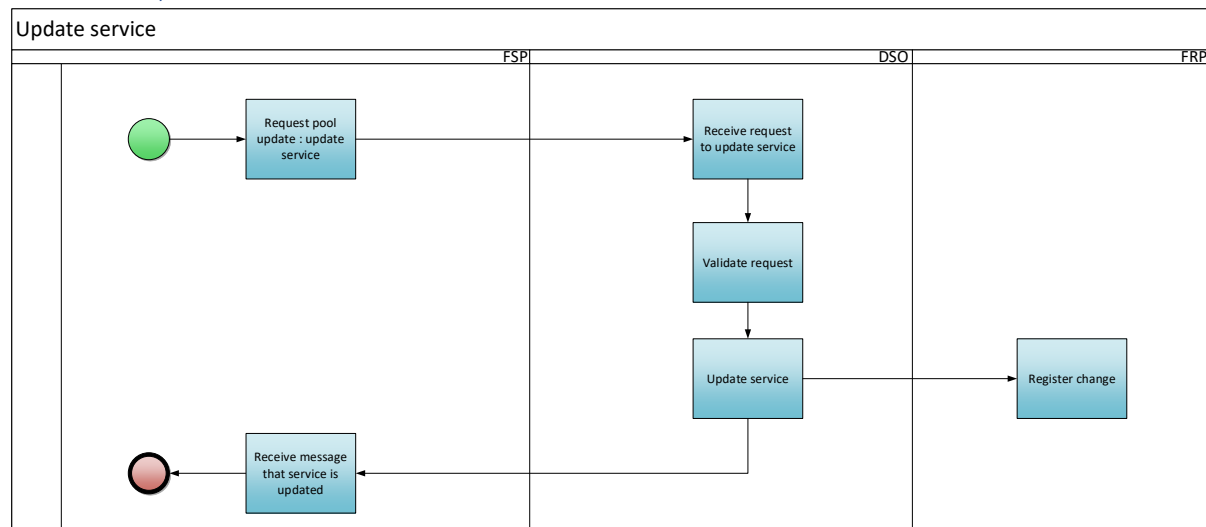 Update service
FSP
DSO
FRP
Request pool
update : update
service
Receive request
to update service
Validate request
Update service
Register change
Receive message
that service is
updated